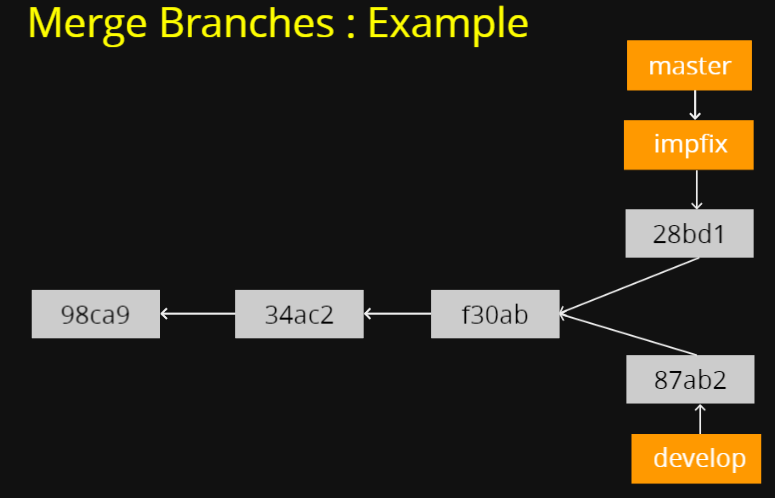 Merge Branches : Example
master
impfix
28bd1
98ca9
34ac2
f30ab
87ab2
develop